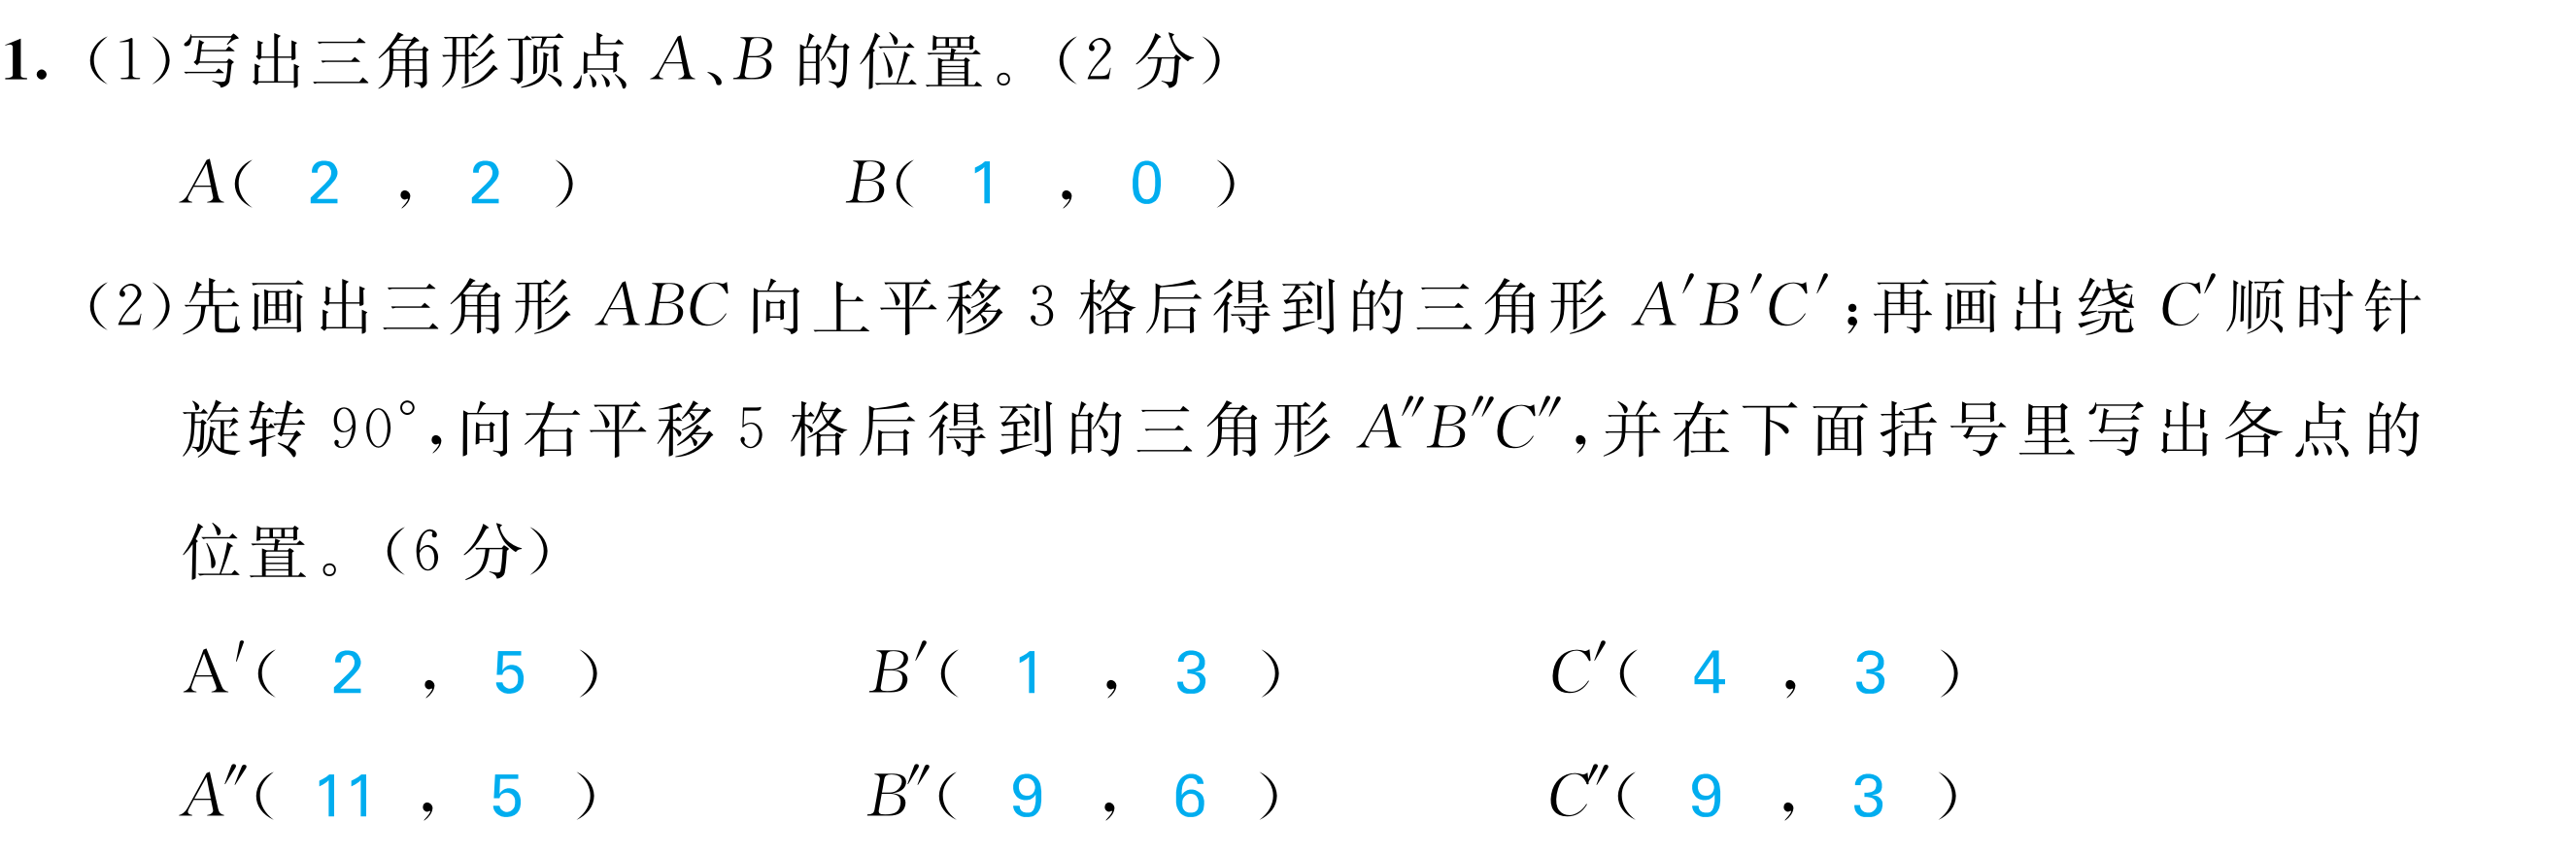 1. (1)写出三角形顶点 A、B 的位置。(2 分)
A( 2 , 2 ) B( 1 , 0 )
(2)先画出三角形 ABC 向上平移 3 格后得到的三角形 A′B′C′;再画出绕 C′顺时针
旋转 90°,向右平移 5 格后得到的三角形 A″B″C″,并在下面括号里写出各点的
位置。(6 分)
A′( 2 , 5 ) B′( 1 , 3 ) C′( 4 , 3 )
A″( 11 , 5 ) B″( 9 , 6 ) C″( 9 , 3 )